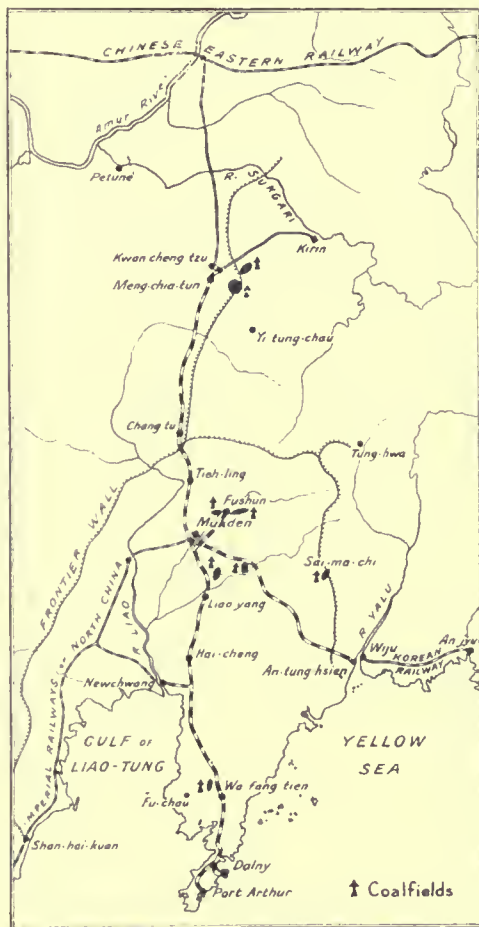 CHINESE EASTERN RAILWAY
Amur River
Petuné
R. SUNGARI
Kirin
Kwan cheng tzu
Meng-chia-tun
Yi tung-chau
Chang tu
Tung-hwa
Tieh-ling
Fushun
Mukden
FRONTIER WALL
IMPERIAL RAILWAYS OF NORTH CHINA
R. LIAO
Sai-ma-chi
Liao yang
R. YALU
An-ju
Wiju
KOREAN
RAILWAY
Hai-cheng
An-tung hsien
Newchwang
GULF OF
LIAO-TUNG
YELLOW
SEA
Fu-chau
Wa fang tien
Shan-hai-kuan
Dalny
Port Arthur
Coalfields